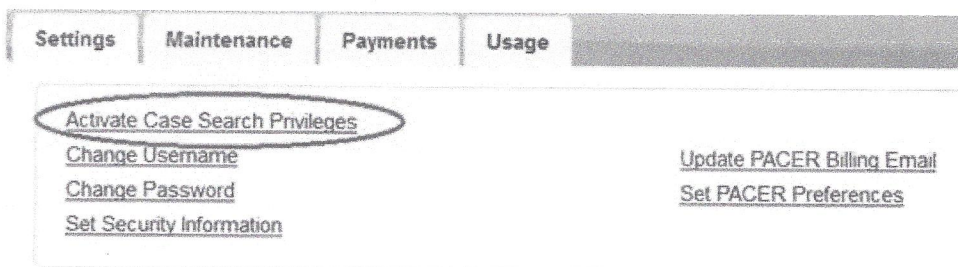 Settings Maintenance Payments Usage
Activate Case Search Privileges
Change Username
Update PACER Billing Email
Change Password
Set PACER Preferences
Set Security Information